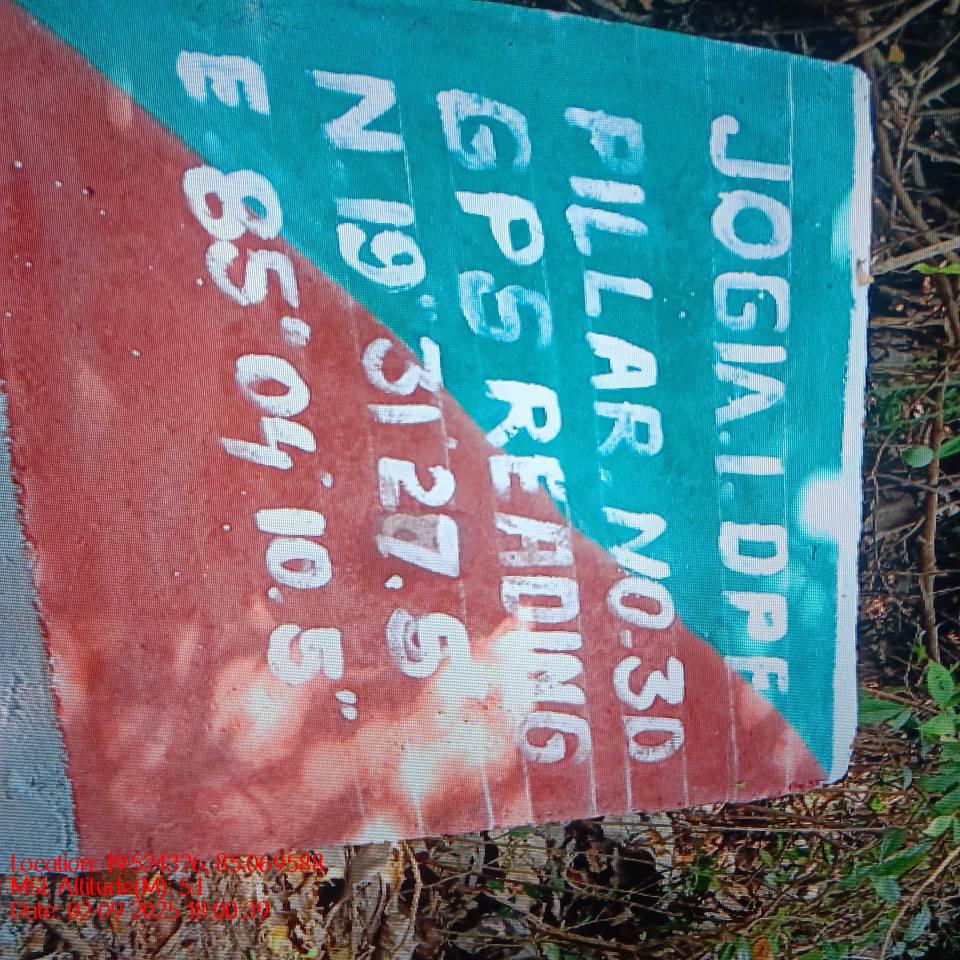 JOGIA.I.DPF
PILLAR.NO.30
GPS READING
N.19°31'27.5
E 85°04'10.5"
Location: 19.524326, 85.069588,
MSL Altitude(M): 51
Date: 02-09-2025 18:00:39